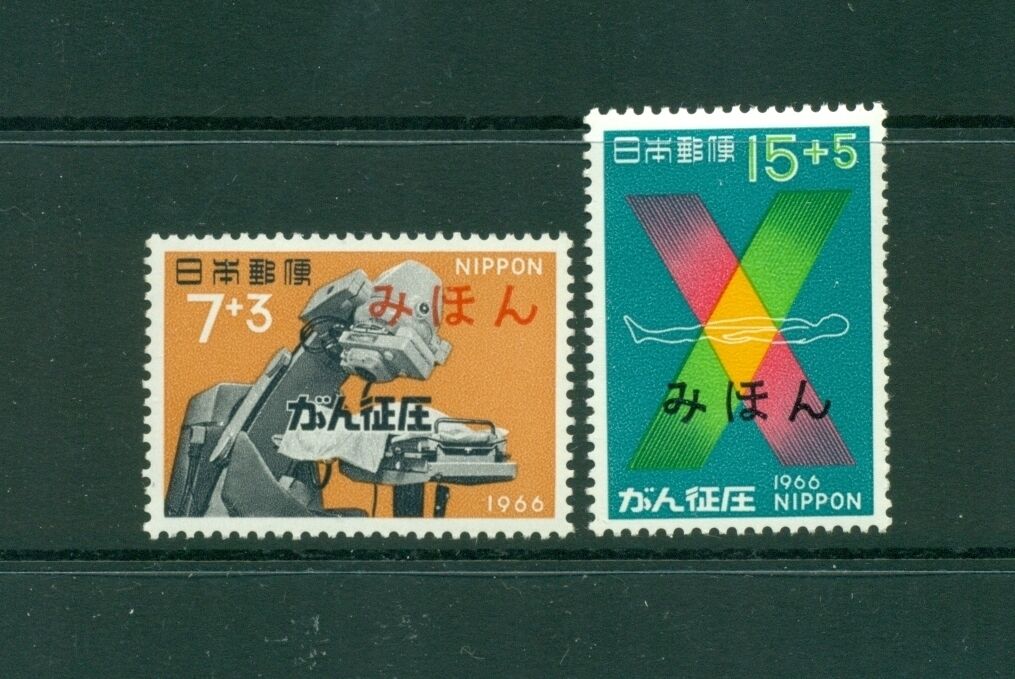 日本郵便
NIPPON
7+3
みほん
がん征圧
1966
日本郵便 15+5
みほん
がん征圧
1966
NIPPON